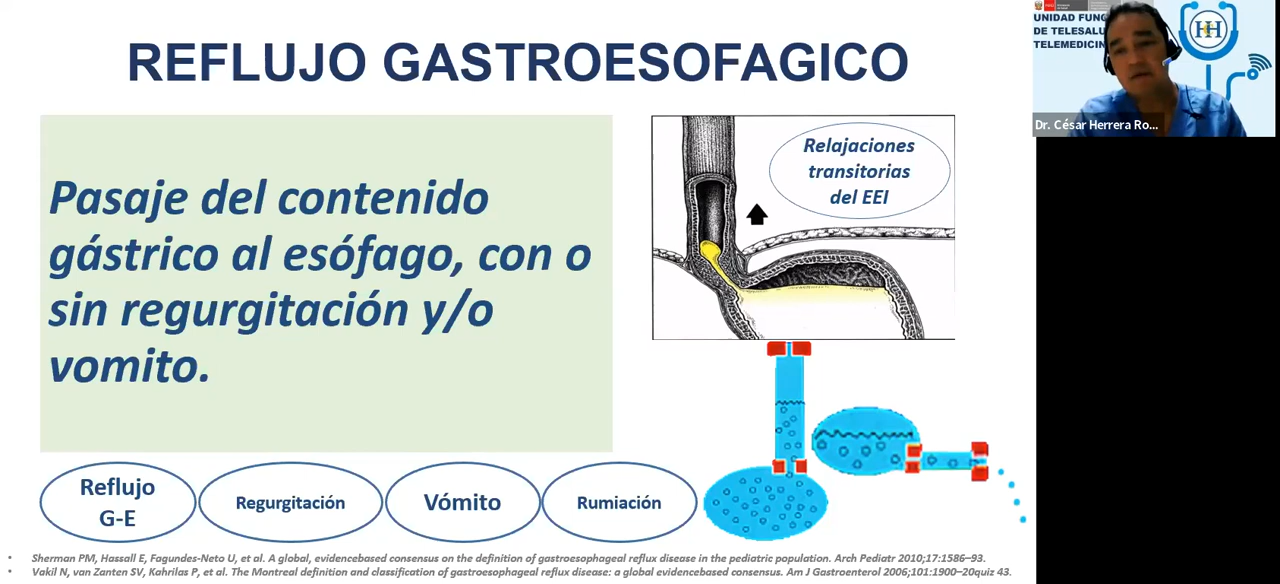 REFLUJO GASTROESOFAGICO
Pasaje del contenido
gástrico al esófago, con o
sin regurgitación y/o
vomito.
Relajaciones
transitorias
del EEI
Reflujo
G-E
Regurgitación
Vómito
Rumiación
• Sherman PM, Hassall E, Fagundes-Neto U, et al. A global, evidencebased consensus on the definition of gastroesophageal reflux disease in the pediatric population. Arch Pediatr 2010;17:1586–93.
• Vakil N, van Zanten SV, Kahrilas P, et al. The Montreal definition and classification of gastroesophageal reflux disease: a global evidencebased consensus. Am J Gastroenterol 2006;101:1900–20quiz 43.
UNIDAD FUNC
DE TELESALU
TELEMEDICIN
Dr. César Herrera Ro...